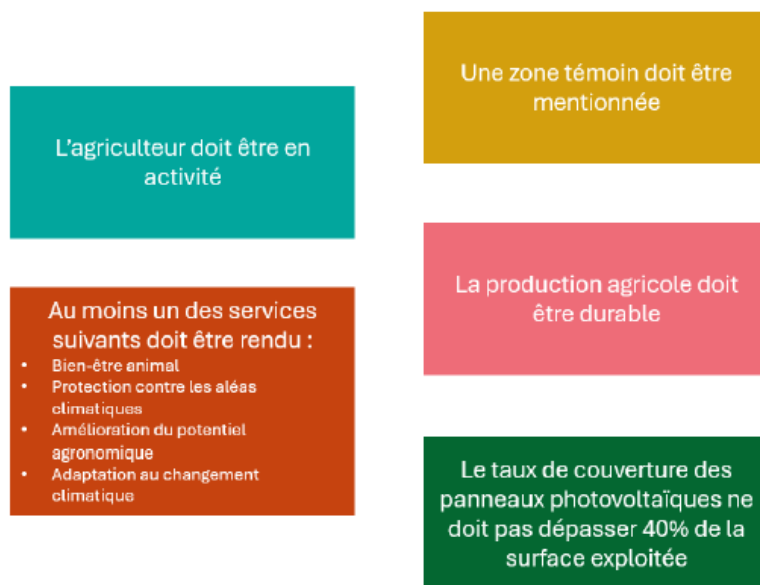 L'agriculteur doit être en
activité
Au moins un des services
suivants doit être rendu :
• Bien-être animal
• Protection contre les aléas
climatiques
• Amélioration du potentiel
agronomique
• Adaptation au changement
climatique
Une zone témoin doit être
mentionnée
La production agricole doit
être durable
Le taux de couverture des
panneaux photovoltaïques ne
doit pas dépasser 40% de la
surface exploitée